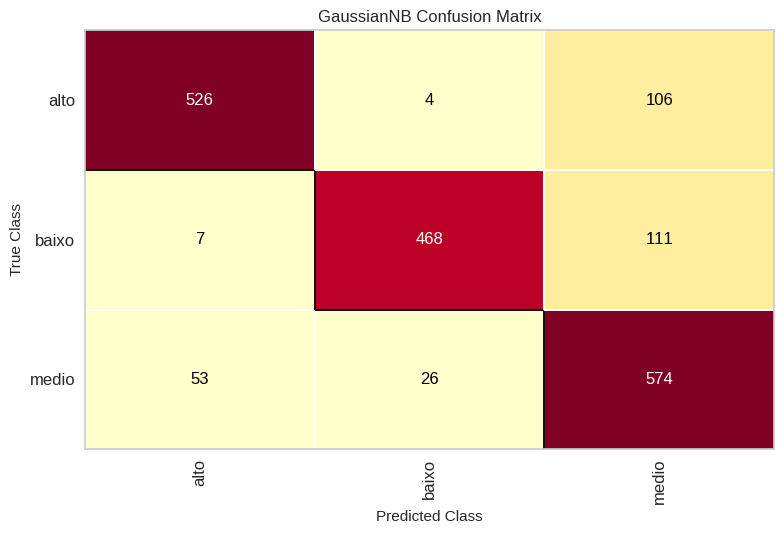 GaussianNB Confusion Matrix
alto 526 4 106
baixo 7 468 111
medio 53 26 574
True Class
alto baixo medio
Predicted Class